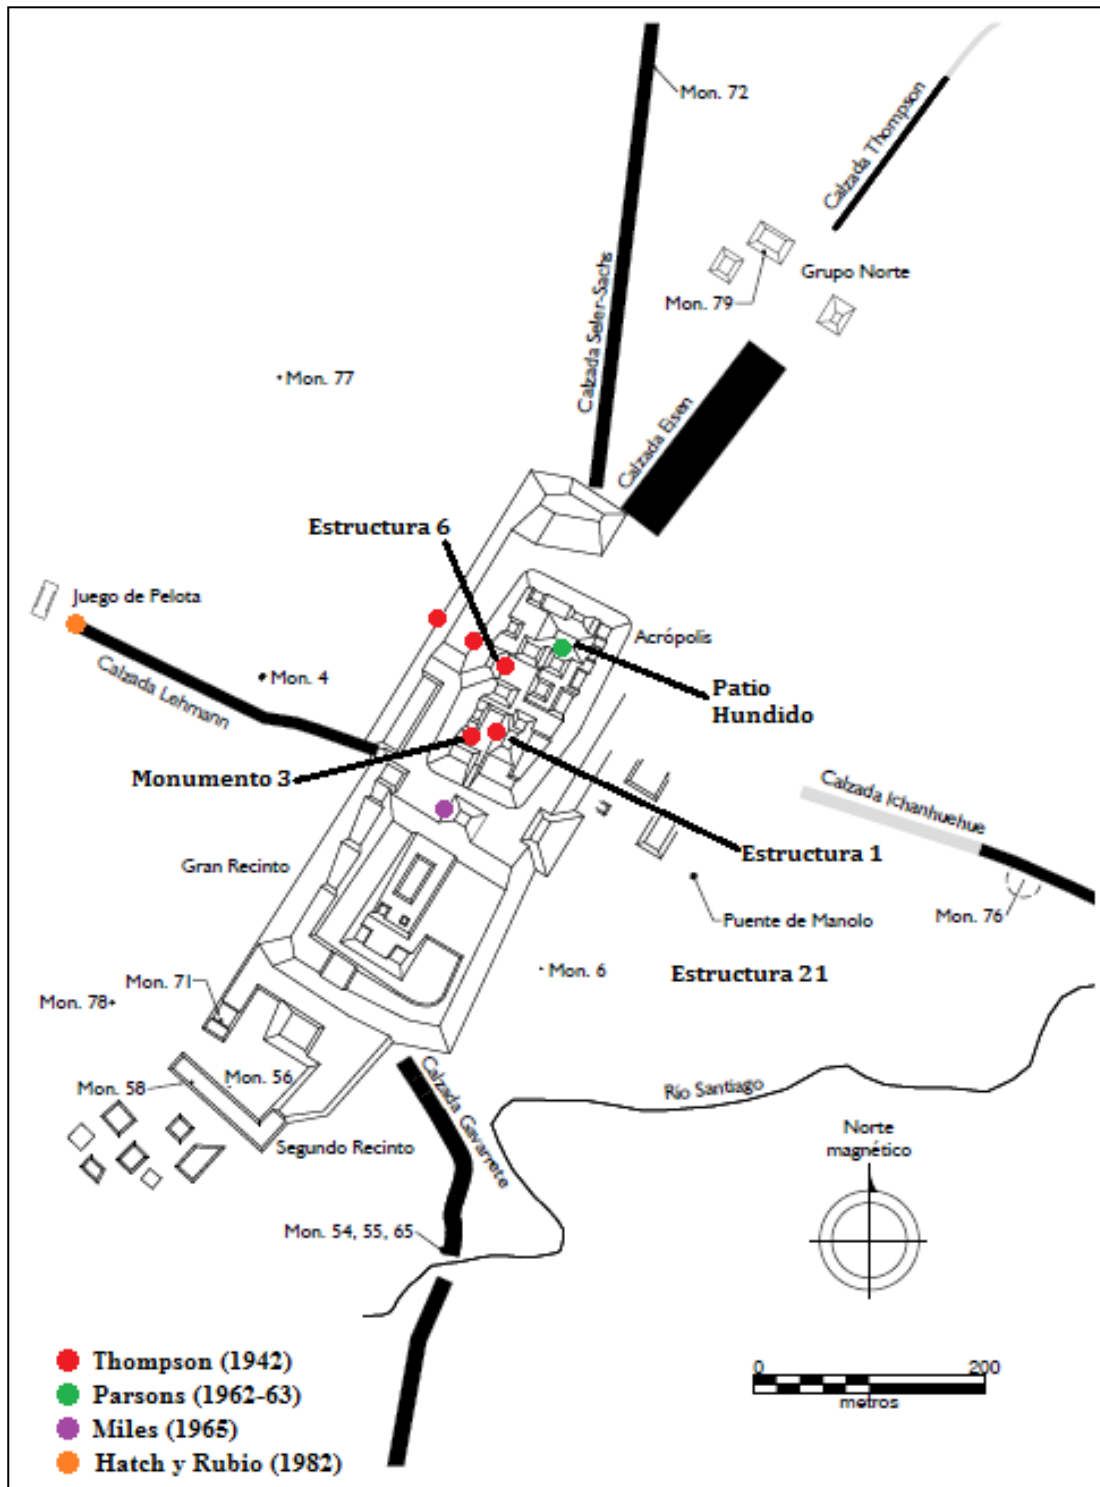 Mon. 72
Calzada Thompson
Calzada Seler-Sachs
Grupo Norte
Mon. 79
Mon. 77
Calzada Eisen
Estructura 6
Juego de Pelota
Acrópolis
Calzada Lehmann
Mon. 4
Patio
Hundido
Monumento 3
Calzada Ichanhuehue
Estructura 1
Gran Recinto
Puente de Manolo
Mon. 76
Mon. 6
Estructura 21
Mon. 71
Mon. 78
Mon. 58
Mon. 56
Calzada Gavarrete
Río Santiago
Segundo Recinto
Norte
magnético
Mon. 54, 55, 65
Thompson (1942)
Parsons (1962-63)
Miles (1965)
Hatch y Rubio (1982)
0 200
metros